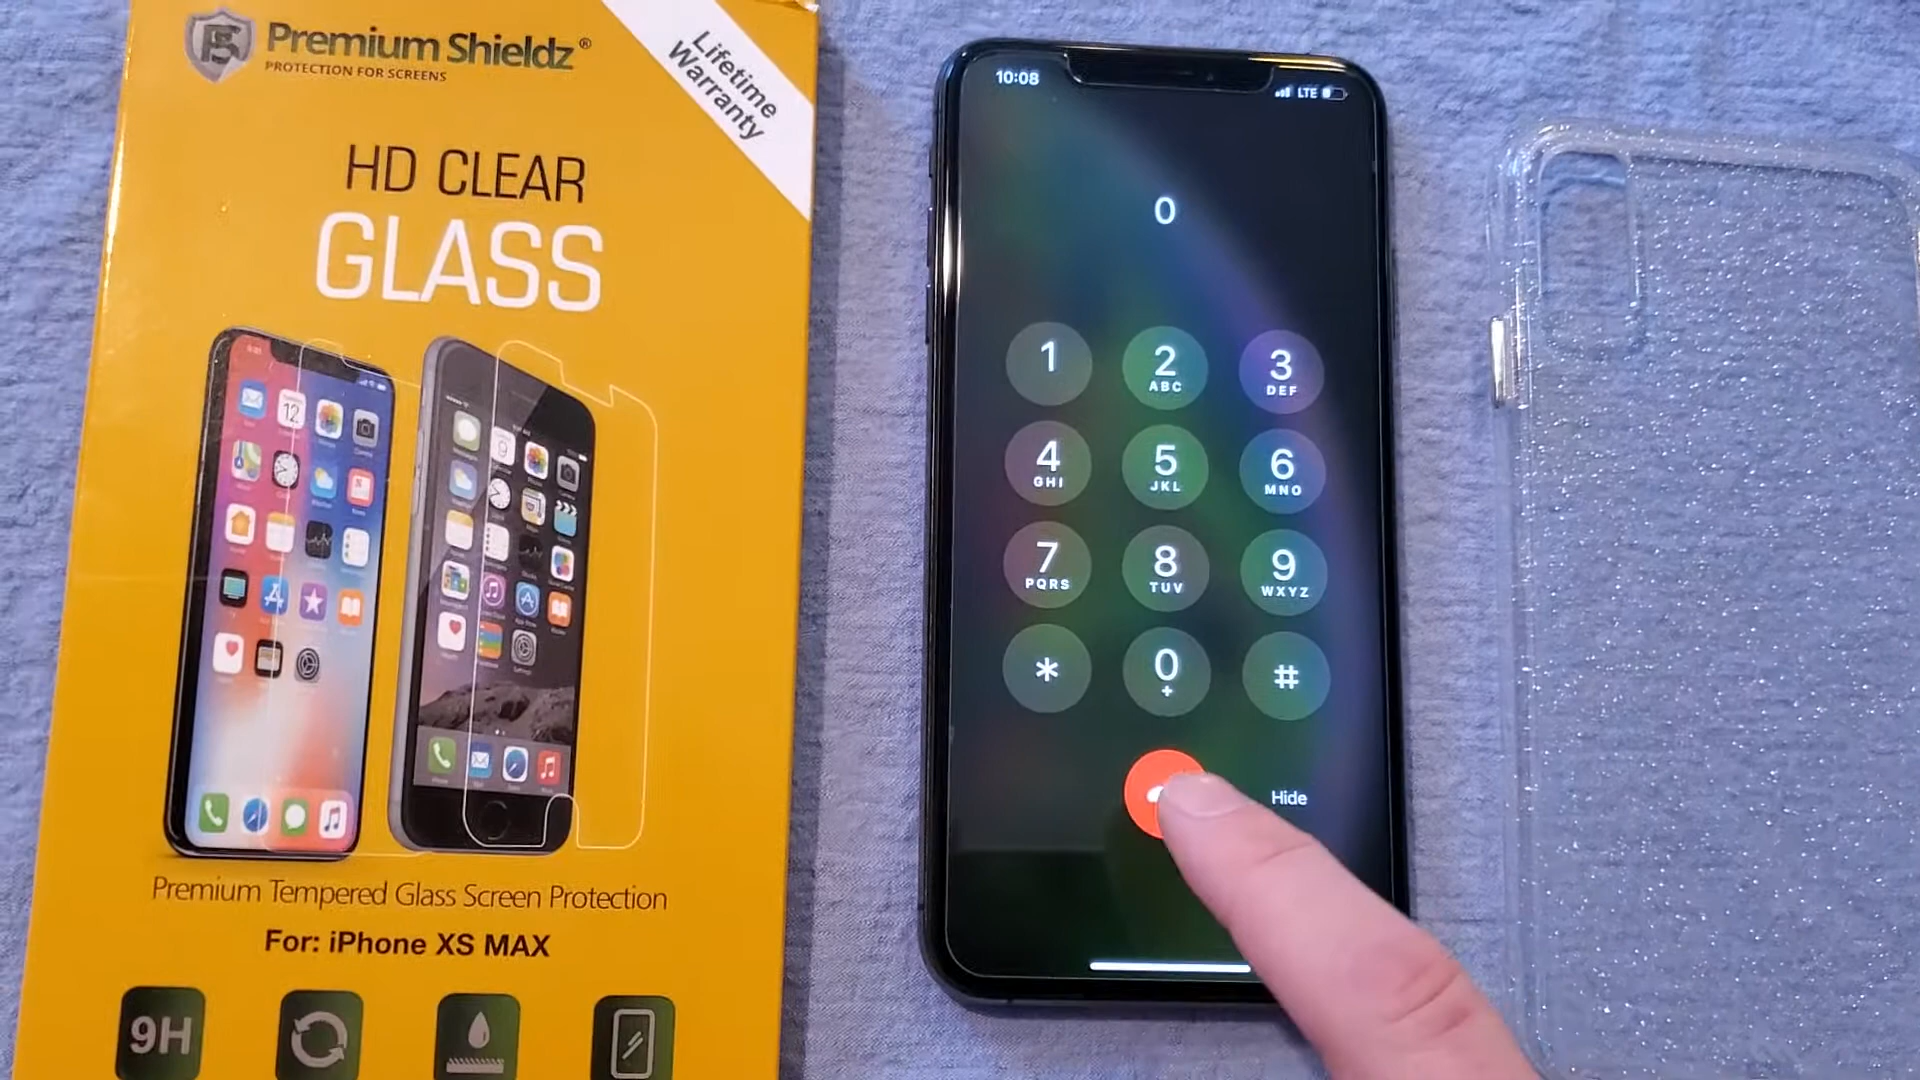 PS Premium Shieldz®
PROTECTION FOR SCREENS
Lifetime
Warranty
HD CLEAR
GLASS
Premium Tempered Glass Screen Protection
For: iPhone XS MAX
9H
10:08
LTE
0
1
2
ABC
3
DEF
4
GHI
5
JKL
6
MNO
7
PQRS
8
TUV
9
WXYZ
*
0
+
#
Hide